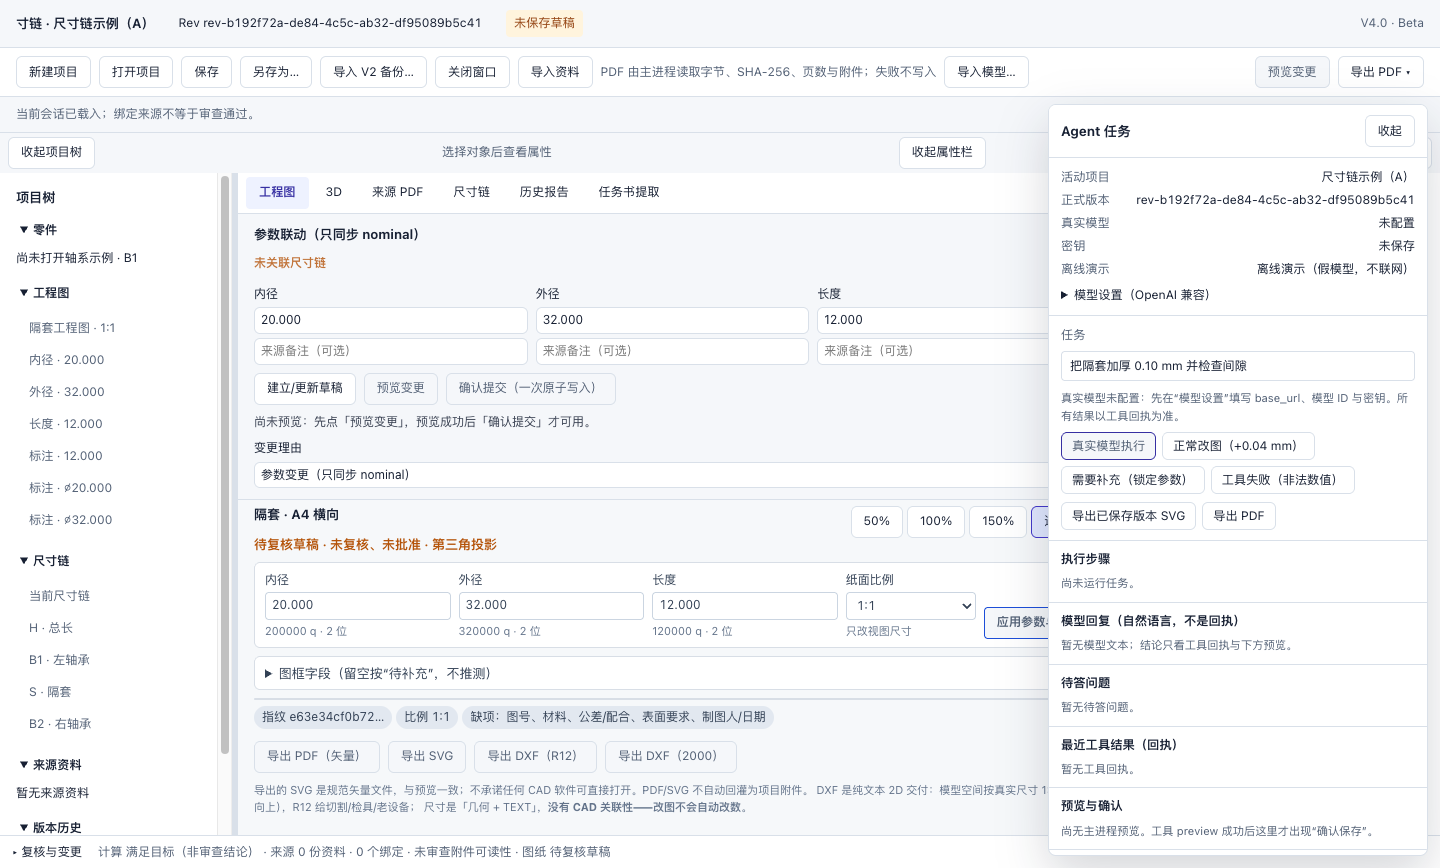 寸链 · 尺寸链示例（A） Rev rev-b192f72a-de84-4c5c-ab32-df95089b5c41 未保存草稿 V4.0 · Beta
新建项目 打开项目 保存 另存为... 导入 V2 备份... 关闭窗口 导入资料 PDF 由主进程读取字节、SHA-256、页数与附件；失败不写入 导入模型... 预览变更 导出 PDF ▾
当前会话已载入；绑定来源不等于审查通过。
收起项目树 选择对象后查看属性 收起属性栏
项目树
▼ 零件
尚未打开轴系示例 · B1
▼ 工程图
隔套工程图 · 1:1
内径 · 20.000
外径 · 32.000
长度 · 12.000
标注 · 12.000
标注 · ⌀20.000
标注 · ⌀32.000
▼ 尺寸链
当前尺寸链
H · 总长
B1 · 左轴承
S · 隔套
B2 · 右轴承
▼ 来源资料
暂无来源资料
▼ 版本历史
工程图 3D 来源 PDF 尺寸链 历史报告 任务书提取
参数联动（只同步 nominal）
未关联尺寸链
内径 外径 长度
20.000 32.000 12.000
来源备注（可选） 来源备注（可选） 来源备注（可选）
建立/更新草稿 预览变更 确认提交（一次原子写入）
尚未预览：先点「预览变更」，预览成功后「确认提交」才可用。
变更理由
参数变更（只同步 nominal）
隔套 · A4 横向 50% 100% 150%
待复核草稿 · 未复核、未批准 · 第三角投影
内径 外径 长度 纸面比例
20.000 32.000 12.000 1:1 应用参数
200000 q · 2 位 320000 q · 2 位 120000 q · 2 位 只改视图尺寸
▶ 图框字段（留空按“待补充”，不推测）
指纹 e63e34cf0b72... 比例 1:1 缺项：图号、材料、公差/配合、表面要求、制图人/日期
导出 PDF（矢量） 导出 SVG 导出 DXF（R12） 导出 DXF（2000）
导出的 SVG 是规范矢量文件，与预览一致；不承诺任何 CAD 软件可直接打开。PDF/SVG 不自动回灌为项目附件。 DXF 是纯文本 2D 交付：模型空间按真实尺寸 1
向上），R12 给切割/检具/老设备； 尺寸是「几何 + TEXT」，没有 CAD 关联性——改图不会自动改数。
Agent 任务 收起
活动项目 尺寸链示例（A）
正式版本 rev-b192f72a-de84-4c5c-ab32-df95089b5c41
真实模型 未配置
密钥 未保存
离线演示 离线演示（假模型，不联网）
▶ 模型设置（OpenAI 兼容）
任务
把隔套加厚 0.10 mm 并检查间隙
真实模型未配置：先在“模型设置”填写 base_url、模型 ID 与密钥。所
有结果以工具回执为准。
真实模型执行 正常改图（+0.04 mm）
需要补充（锁定参数） 工具失败（非法数值）
导出已保存版本 SVG 导出 PDF
执行步骤
尚未运行任务。
模型回复（自然语言，不是回执）
暂无模型文本；结论只看工具回执与下方预览。
待答问题
暂无待答问题。
最近工具结果（回执）
暂无工具回执。
预览与确认
尚无主进程预览。工具 preview 成功后这里才出现“确认保存”。
▸ 复核与变更 计算 满足目标（非审查结论） · 来源 0 份资料 · 0 个绑定 · 未审查附件可读性 · 图纸 待复核草稿